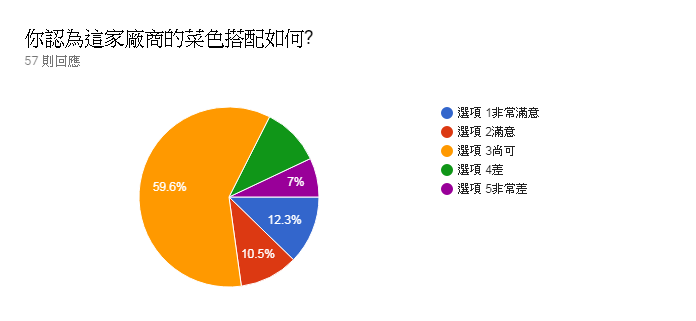 你認為這家廠商的菜色搭配如何?
57 則回應
選項 1非常滿意
選項 2滿意
選項 3尚可
選項 4差
選項 5非常差
59.6%
7%
12.3%
10.5%